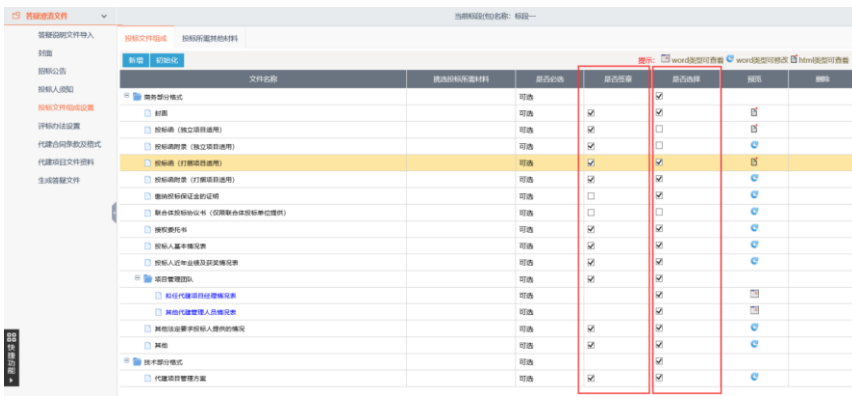 答疑澄清文件
当前标段(包)名称: 标段一
答疑说明文件导入
封面
招标公告
投标人须知
投标文件组成设置
评标办法设置
代建合同条款及格式
代建项目文件资料
生成答疑文件
投标文件组成
投标所需其他材料
新增 初始化
提示: word类型可查看 word类型可修改 html类型可查看
文件名称 挑选投标所需材料 是否必选 是否签章 是否选择 预览 删除
商务部分格式 可选
封面 可选
投标函（独立项目适用） 可选
投标函附录（独立项目适用） 可选
投标函（打捆项目适用） 可选
投标函附录（打捆项目适用） 可选
缴纳投标保证金的证明 可选
联合体投标协议书（仅限联合体投标单位提供） 可选
授权委托书 可选
投标人基本情况表 可选
投标人近年业绩及获奖情况表 可选
项目管理团队 可选
拟任代建项目经理情况表 可选
其他代建管理人员情况表 可选
其他法定要求投标人提供的情况 可选
其他 可选
技术部分格式 可选
代建项目管理方案 可选
快捷功能